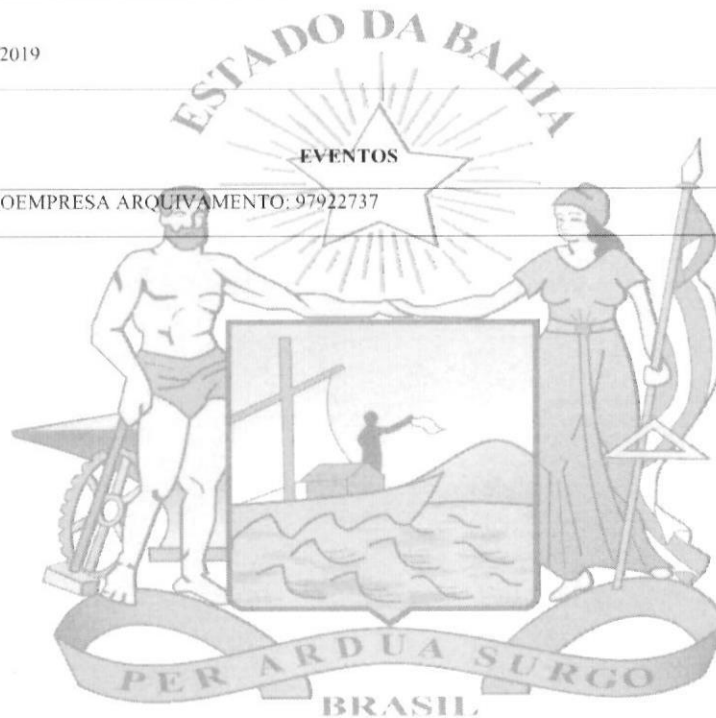 ESTADO DA BAHIA
2019
EVENTOS
OEMPRESA ARQUIVAMENTO: 97922737
PER ARDUA SURGO
BRASIL